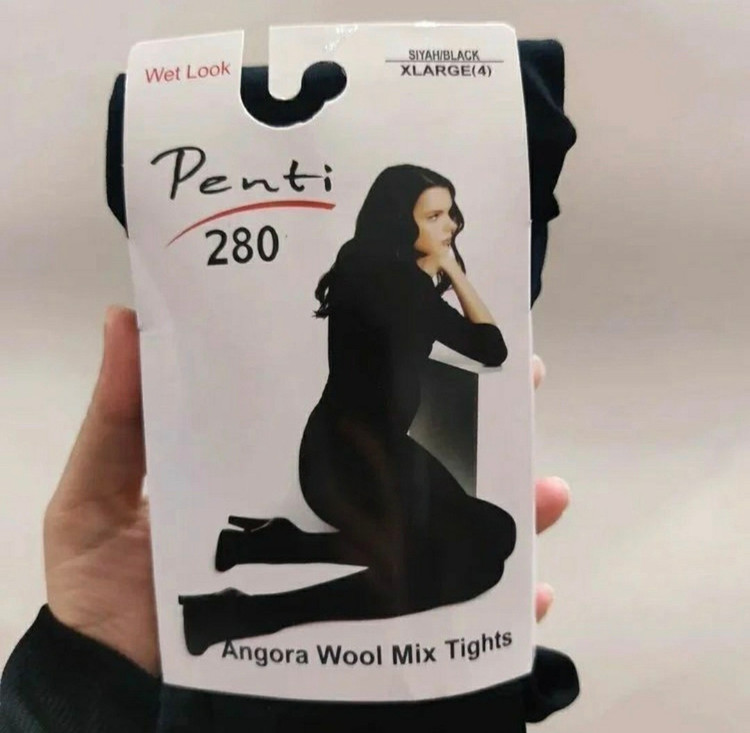 Wet Look
SIYAH/BLACK
XLARGE(4)
Penti
280
Angora Wool Mix Tights